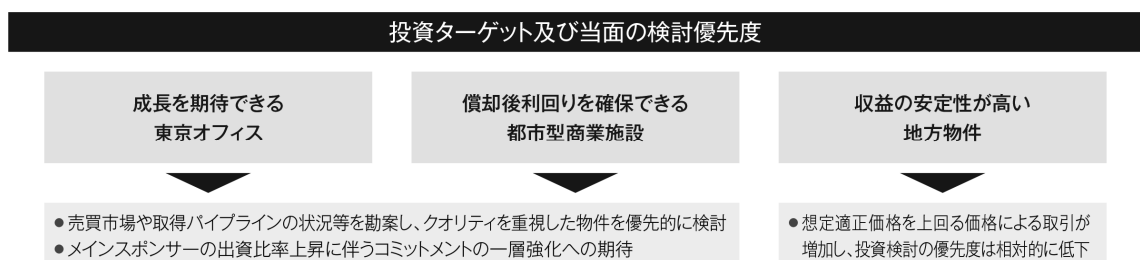 投資ターゲット及び当面の検討優先度
成長を期待できる
東京オフィス
償却後利回りを確保できる
都市型商業施設
収益の安定性が高い
地方物件
●売買市場や取得パイプラインの状況等を勘案し、クオリティを重視した物件を優先的に検討
●メインスポンサーの出資比率上昇に伴うコミットメントの一層強化への期待
●想定適正価格を上回る価格による取引が
増加し、投資検討の優先度は相対的に低下